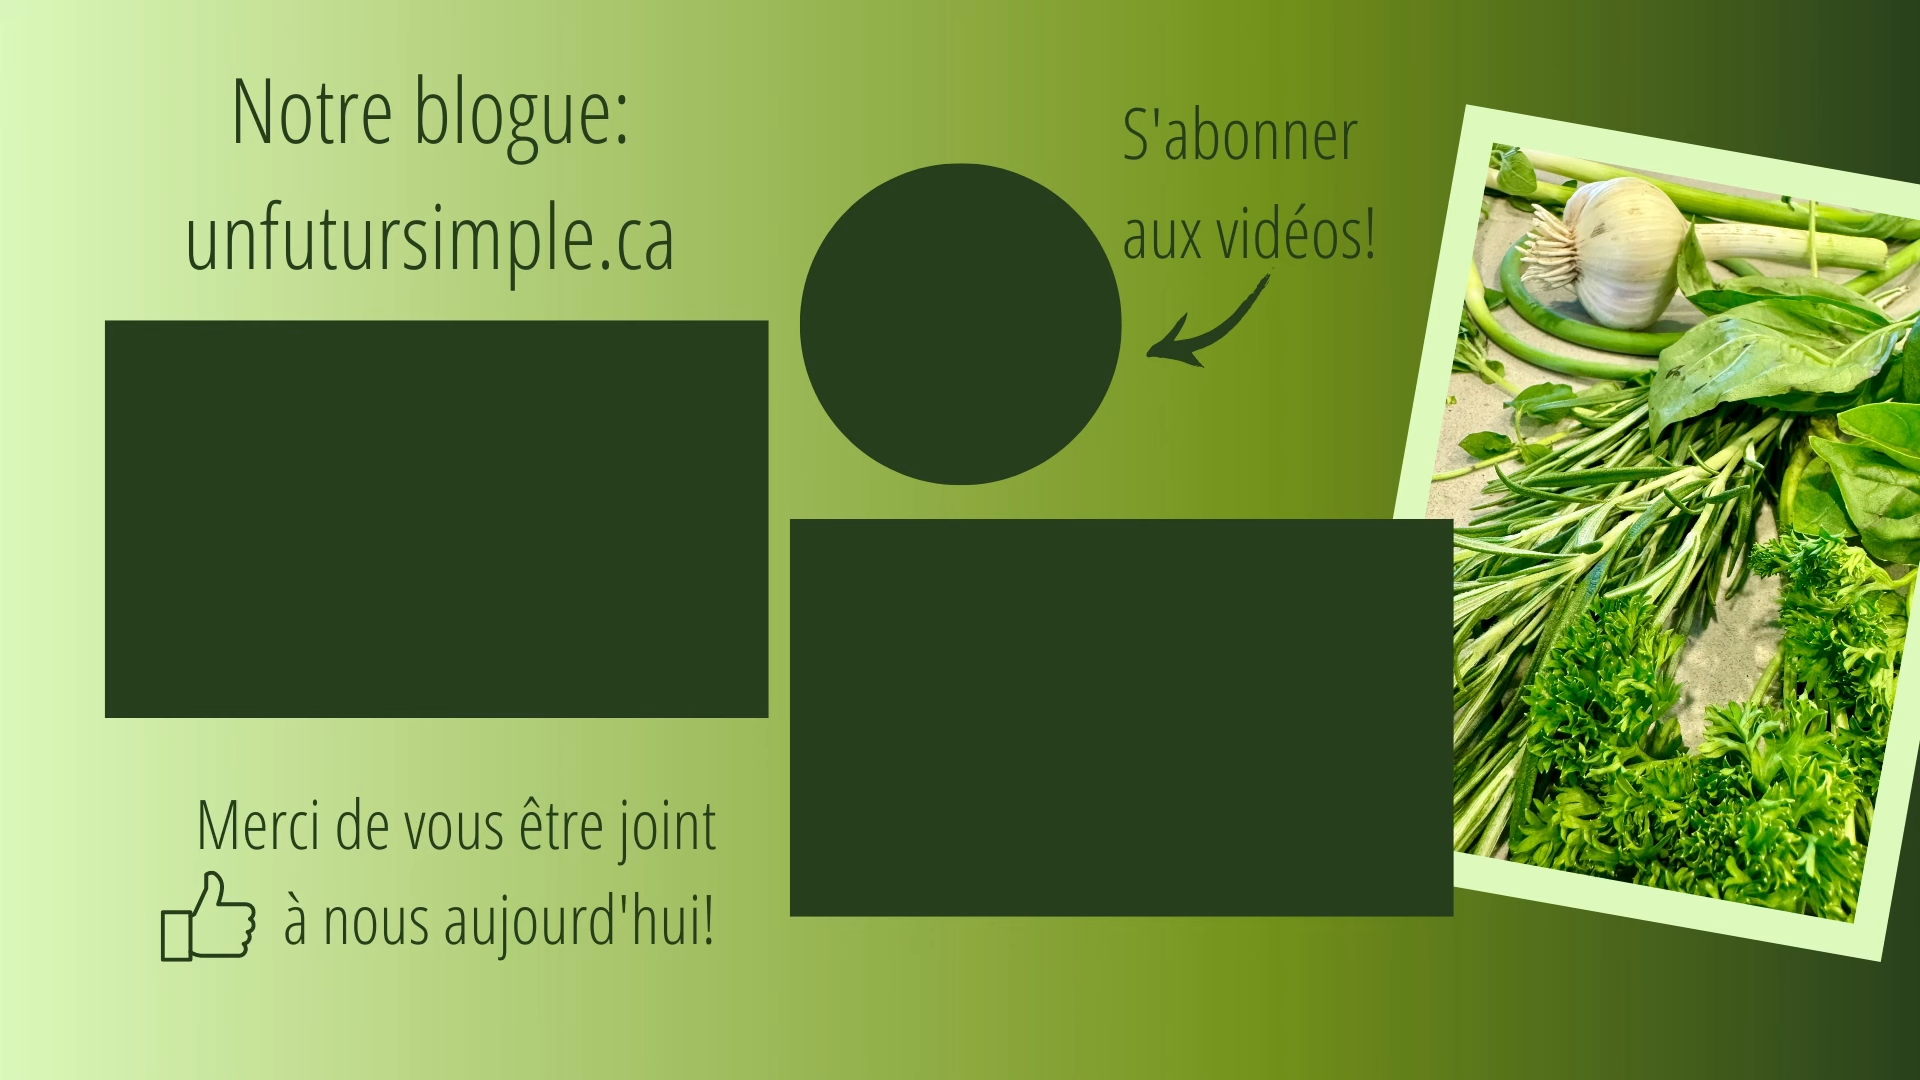 Notre blogue:
unfutursimple.ca
S'abonner
aux vidéos!
Merci de vous être joint
à nous aujourd'hui!